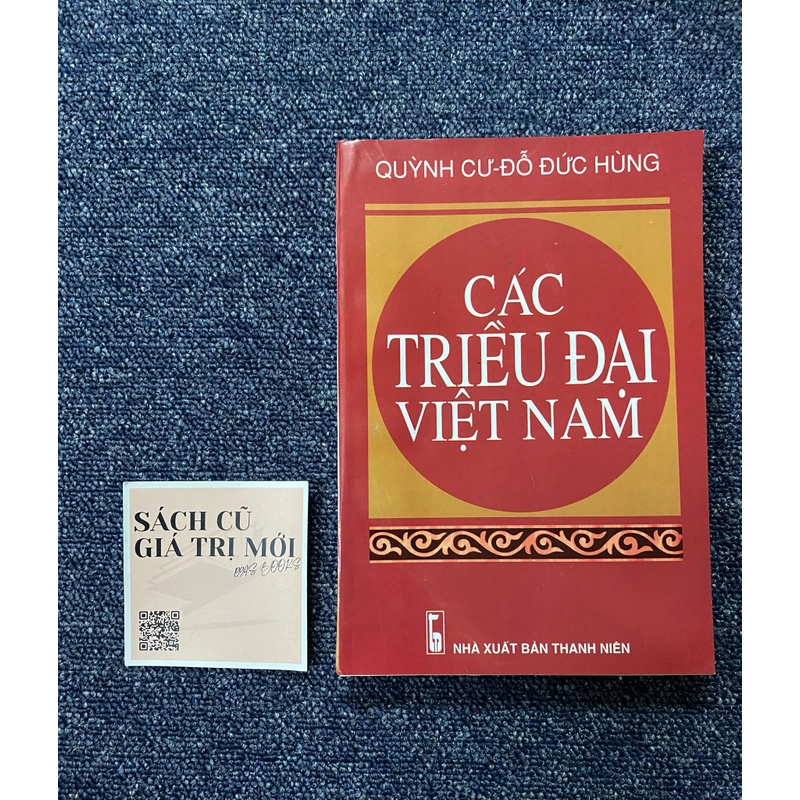 QUỲNH CƯ-ĐỖ ĐỨC HÙNG
CÁC
TRIỀU ĐẠI
VIỆT NAM
NHÀ XUẤT BẢN THANH NIÊN
SÁCH CŨ
GIÁ TRỊ MỚI